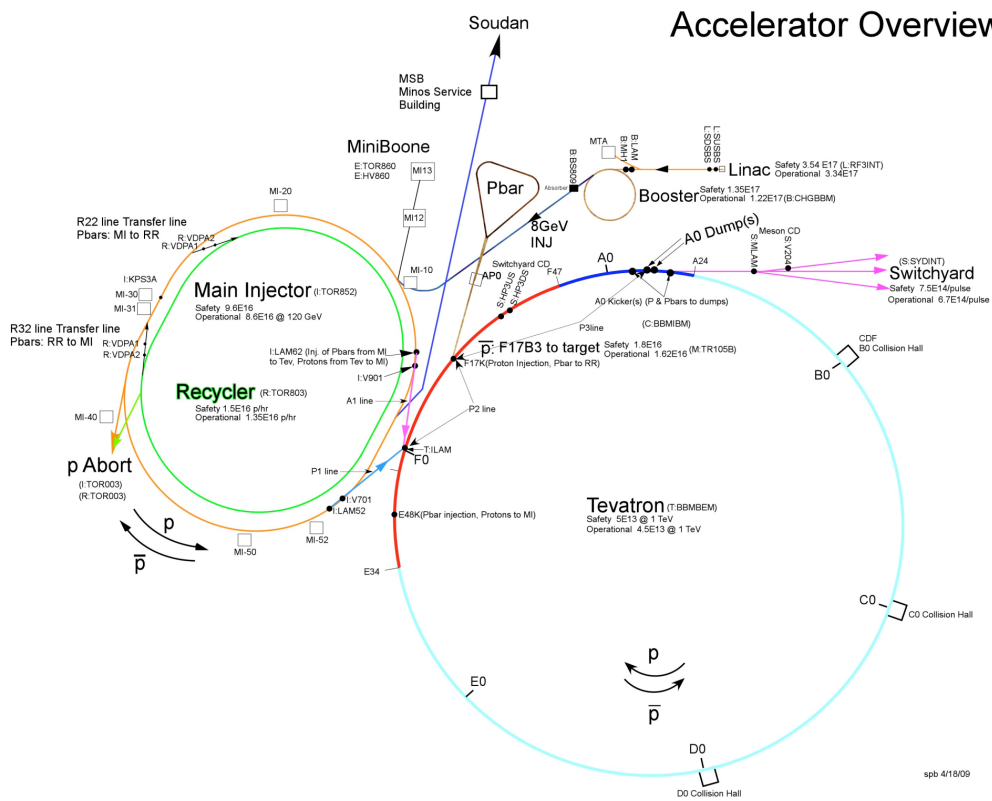 Accelerator Overview
Soudan
MSB
Minos Service
Building
MiniBoone
E:TOR860
E:HV860
MI13
MI12
MI-10
Pbar
AP0
8GeV
INJ
Absorber
B:BS809
MTA
B:MH1
B:LAM
L:SDSBS
L:SUSBS
Linac
Safety 3.54 E17 (L:RF3INT)
Operational 3.34E17
Booster
Safety 1.35E17
Operational 1.22E17 (B:CHGBBM)
A0 Dump(s)
Meson CD
S:MLAM
S:V204
(S:SYDINT)
Switchyard
Safety 7.5E14/pulse
Operational 6.7E14/pulse
Switchyard CD
S:HP3US
S:HP3DS
F47
A0
A24
A0 Kicker(s) (P & Pbars to dumps)
P3line
(C:BBMIBM)
p̅: F17B3 to target
Safety 1.8E16
Operational 1.62E16
(M:TR105B)
F17K(Proton Injection, Pbar to RR)
CDF
B0 Collision Hall
B0
MI-20
R22 line Transfer line
Pbars: MI to RR
R:VDPA2
R:VDPA1
I:KPS3A
MI-30
MI-31
R32 line Transfer line
Pbars: RR to MI
R:VDPA1
R:VDPA2
Main Injector (I:TOR852)
Safety 9.6E16
Operational 8.6E16 @ 120 GeV
I:LAM62 (Inj. of Pbars from MI
to Tev, Protons from Tev to MI)
I:V901
Recycler (R:TOR803)
Safety 1.5E16 p/hr
Operational 1.35E16 p/hr
A1 line
P2 line
MI-40
p Abort
(I:TOR003)
(R:TOR003)
T:ILAM
F0
P1 line
I:V701
I:LAM52
MI-52
MI-50
p
p̅
E48K(Pbar injection, Protons to MI)
E34
Tevatron (T:BBMBEM)
Safety 5E13 @ 1 TeV
Operational 4.5E13 @ 1 TeV
C0
C0 Collision Hall
E0
p
p̅
D0
D0 Collision Hall
spb 4/18/09